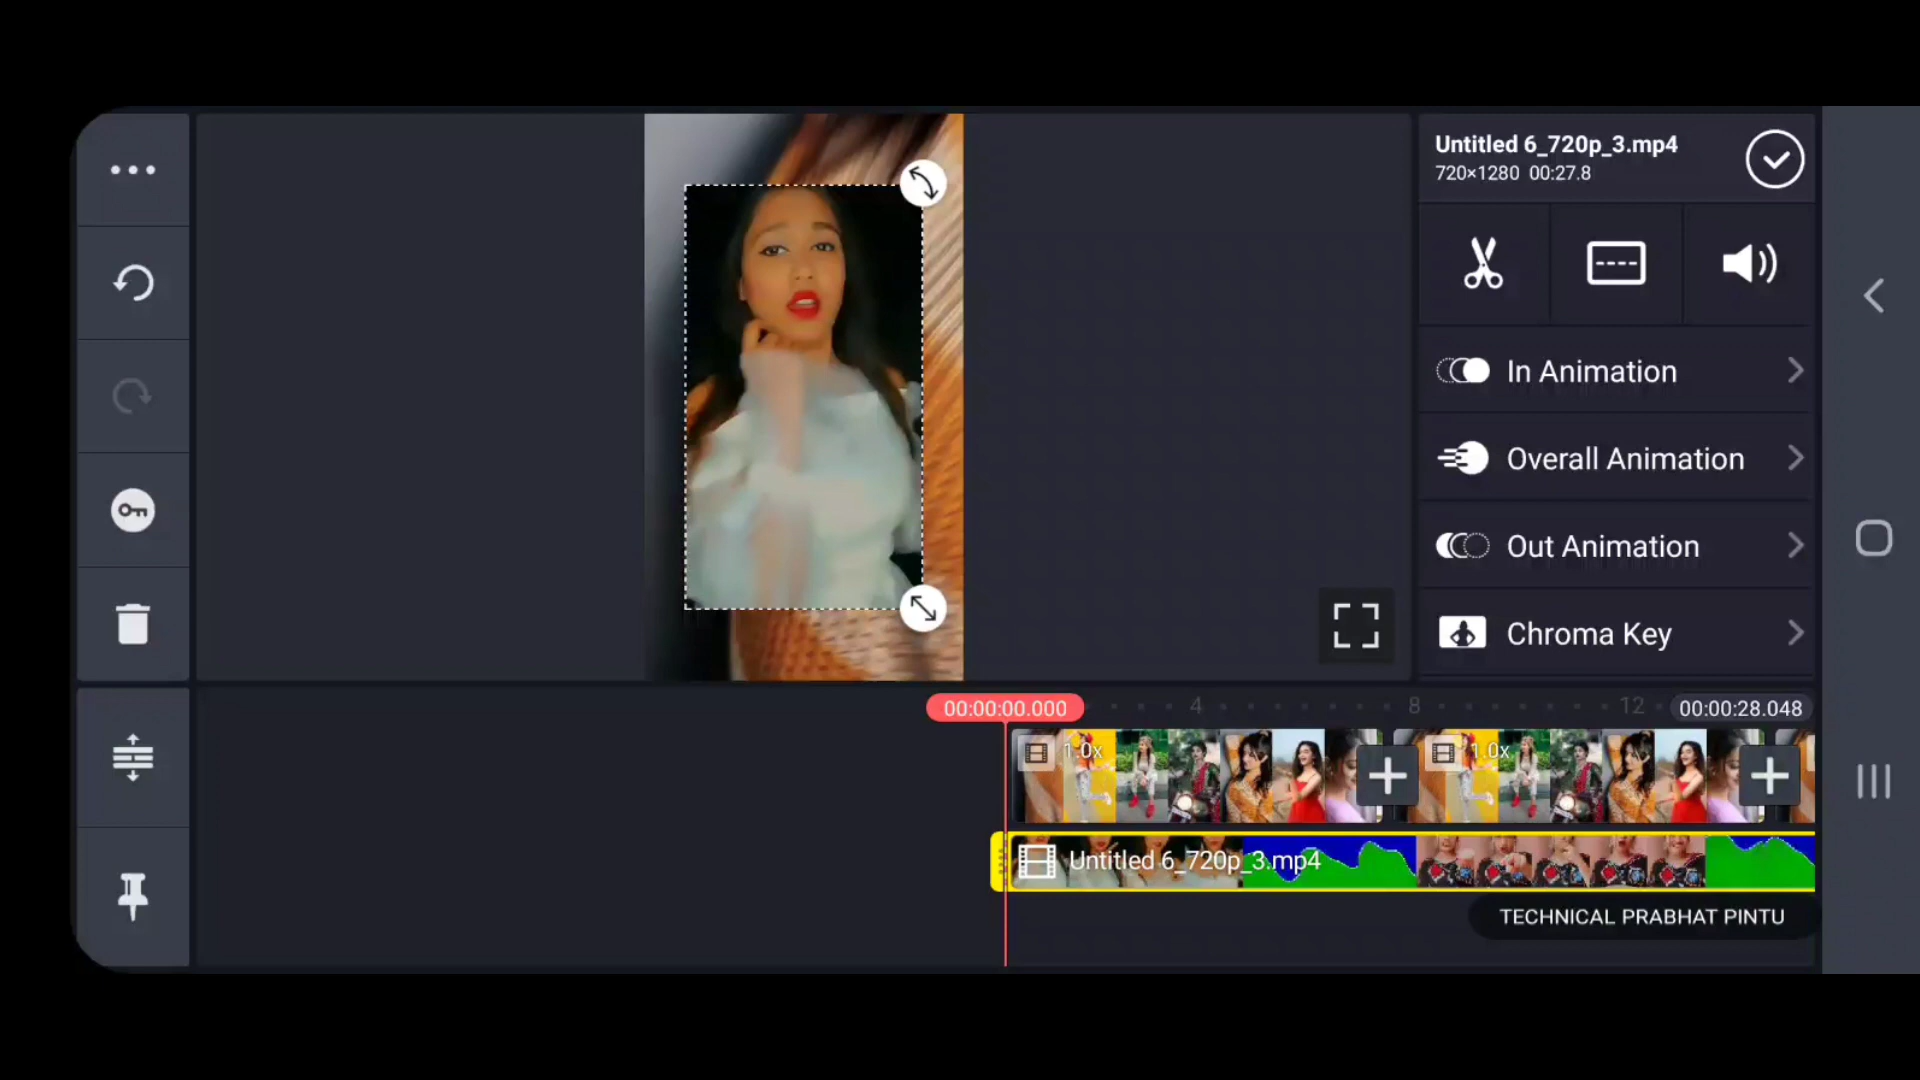 Untitled 6_720p_3.mp4
720×1280 00:27.8
In Animation
Overall Animation
Out Animation
Chroma Key
00:00:00.000
4
8
12
00:00:28.048
1.0x
1.0x
Untitled 6_720p_3.mp4
TECHNICAL PRABHAT PINTU